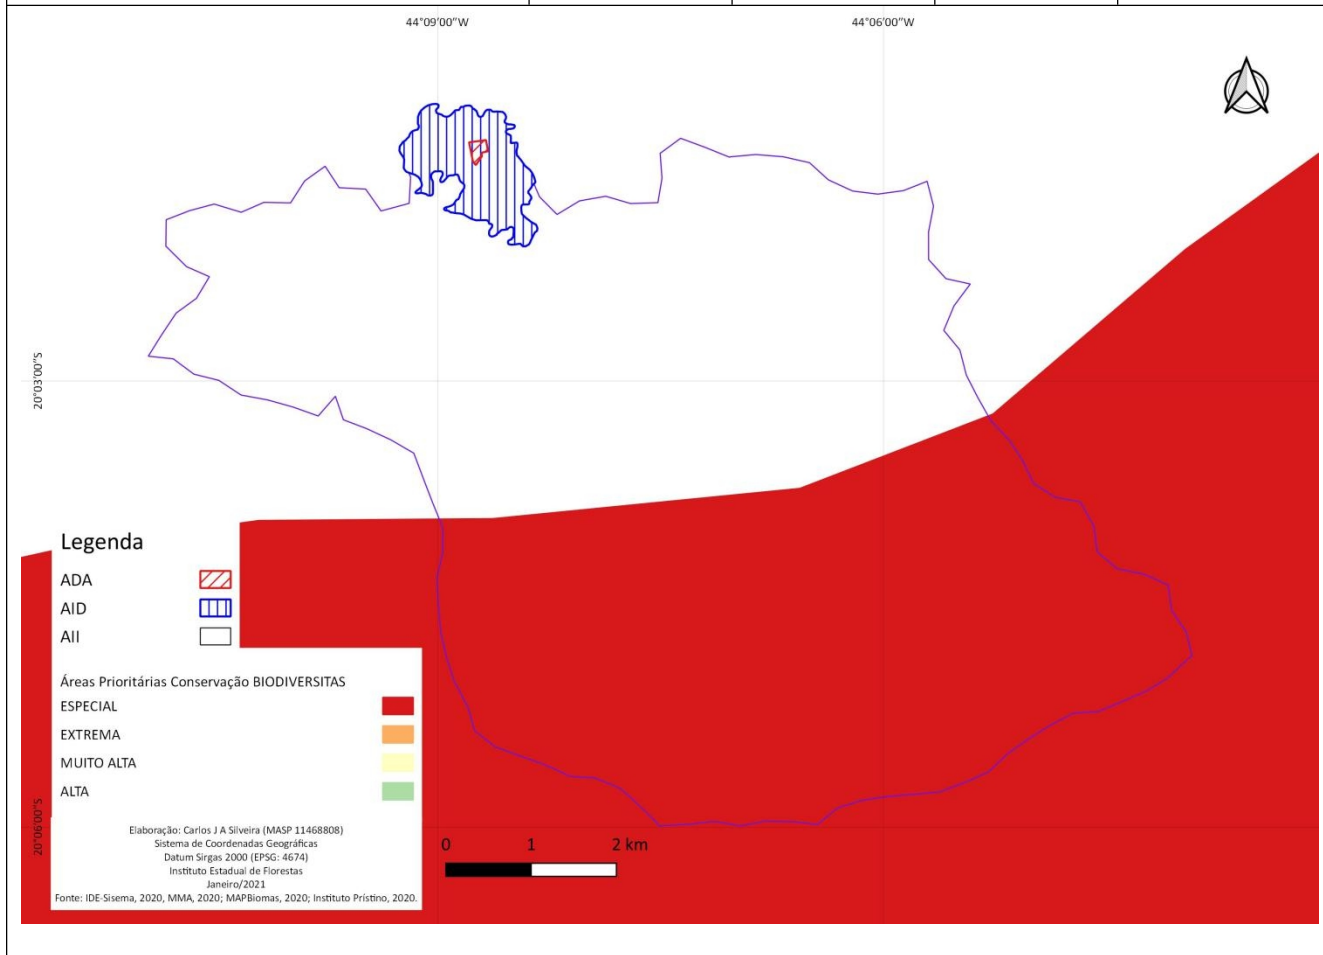 44°09'00"W
44°06'00"W
20°03'00"S
Legenda
ADA
AID
AII
Áreas Prioritárias Conservação BIODIVERSITAS
ESPECIAL
EXTREMA
MUITO ALTA
ALTA
20°06'00"S
0 1 2 km
Elaboração: Carlos J A Silveira (MASP 11468808)
Sistema de Coordenadas Geográficas
Datum Sirgas 2000 (EPSG: 4674)
Instituto Estadual de Florestas
Janeiro/2021
Fonte: IDE-Sisema, 2020, MMA, 2020; MAPBiomas, 2020; Instituto Prístino, 2020.